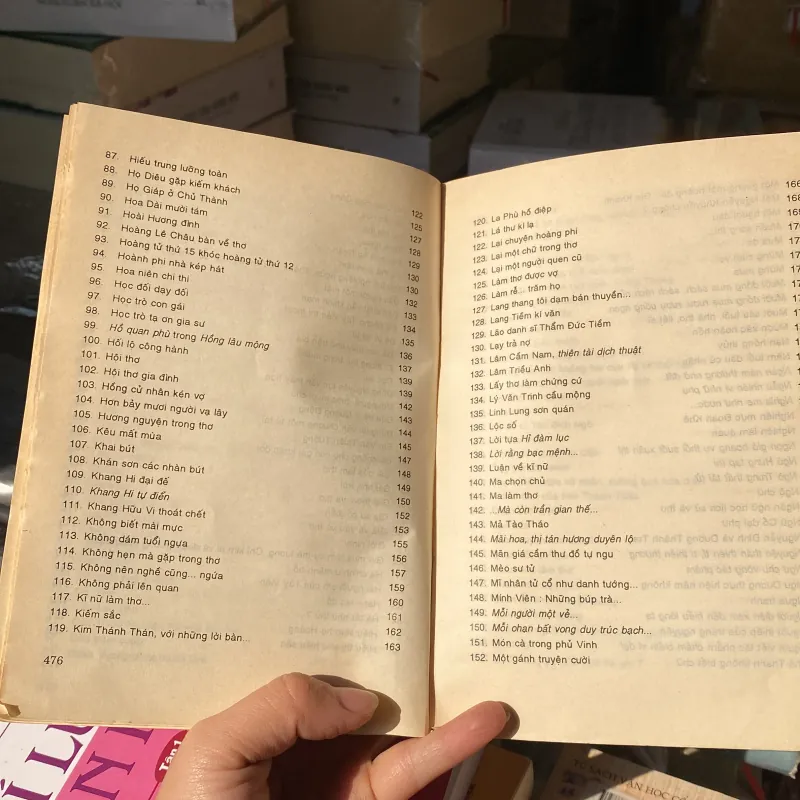 87. Hiếu trung lưỡng toàn 122
88. Họ Diêu gặp kiếm khách 125
89. Họ Giáp ở Chủ Thánh 127
90. Hoa Dài mười tám 128
91. Hoài Hương đình 129
92. Hoàng Lê Châu bàn về thơ 130
93. Hoàng tử thứ 15 khóc hoàng tử thứ 12 130
94. Hoành phi nhà kép hát 132
95. Hoa niên chi thi 133
96. Học đối dạy đối 134
97. Học trò con gái 135
98. Học trò tạ ơn gia sư 136
99. Hồ quan phù trong Hồng lâu mộng 137
100. Hối lộ công hành 139
101. Hội thơ 139
102. Hội thơ gia đình 142
103. Hồng cử nhân kén vợ 143
104. Hơn bảy mươi người vạ lây 144
105. Hương nguyện trong thơ 145
106. Kêu mất mùa 147
107. Khai bút 148
108. Khán sơn các nhàn bút 149
109. Khang Hi đại đế 150
110. Khang Hi tự điển 152
111. Khang Hữu Vi thoát chết 153
112. Không biết mài mực 155
113. Không dám tuổi ngựa 156
114. Không hẹn mà gặp trong thơ 157
115. Không nên nghề cũng... ngứa 159
116. Không phải lên quan 160
117. Kĩ nữ làm thơ... 161
118. Kiếm sắc 162
119. Kim Thánh Thán, với những lời bàn... 163
476
120. La Phù hồ điệp 166
121. Lá thư kì lạ 168
122. Lại chuyện hoàng phi
123. Lại một chữ trong thơ
124. Lại một người quen cũ
125. Làm thơ được vợ
126. Làm rể... trăm họ
127. Lang thang tôi dạm bán thuyền...
128. Lang Tiềm kí văn
129. Lão danh sĩ Thẩm Đức Tiềm
130. Lạy trả nợ
131. Lâm Cầm Nam, thiên tài dịch thuật
132. Lâm Triều Anh
133. Lấy thơ làm chứng cứ
134. Lý Văn Trinh cầu mộng
135. Linh Lung sơn quán
136. Lộc số
137. Lời tựa Hỉ đàm lục
138. Lời rằng bạc mệnh...
139. Luận về kĩ nữ
140. Ma chọn chủ
141. Ma làm thơ
142. ...Mà còn trần gian thế...
143. Mả Tào Tháo
144. Mài hoa, thị tân hương duyên lộ
145. Mãn giá cầm thư đồ tự ngu
146. Mèo sư tử
147. Mĩ nhân tử cổ như danh tướng...
148. Minh Viên : Những búp trà...
149. Mỗi người một vẻ...
150. Mỗi chan bất vong duy trúc bạch...
151. Món cà trong phủ Vinh
152. Một gánh truyện cười